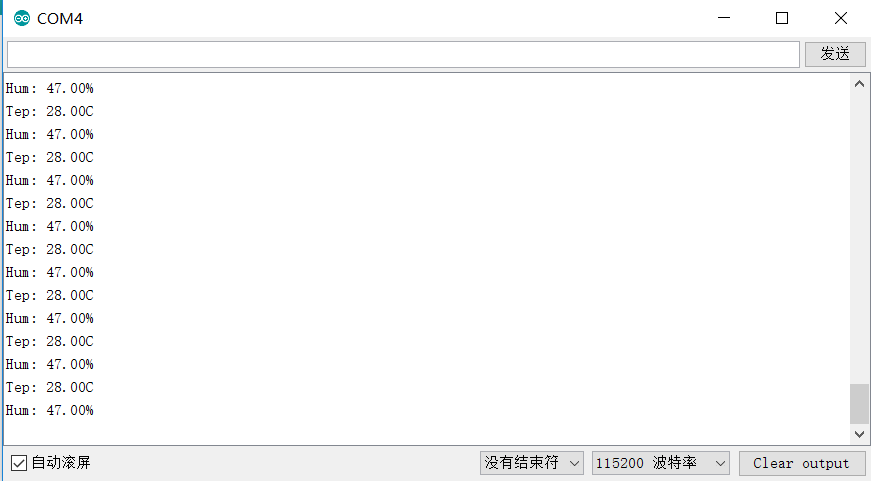 COM4
发送
Hum: 47.00%
Tep: 28.00C
Hum: 47.00%
Tep: 28.00C
Hum: 47.00%
Tep: 28.00C
Hum: 47.00%
Tep: 28.00C
Hum: 47.00%
Tep: 28.00C
Hum: 47.00%
Tep: 28.00C
Hum: 47.00%
Tep: 28.00C
Hum: 47.00%
自动滚屏 没有结束符 115200 波特率 Clear output